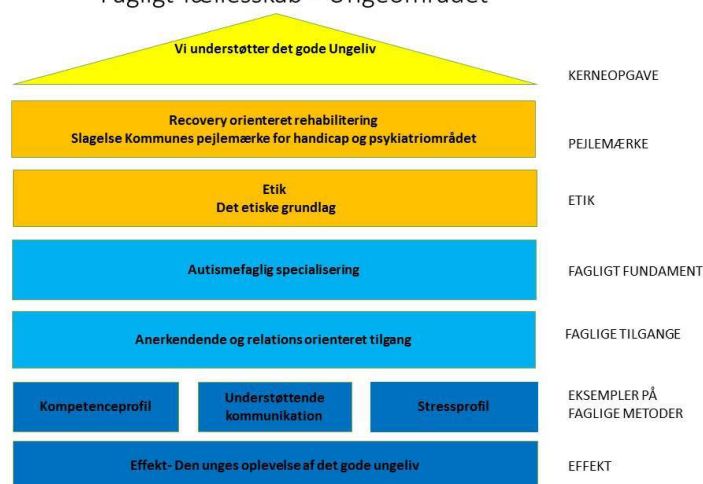 Fagligt fællesskab - Ungeområdet
Vi understøtter det gode Ungeliv
KERNEOPGAVE
Recovery orienteret rehabilitering
Slagelse Kommunes pejlemærke for handicap og psykiatriområdet
PEJLEMÆRKE
Etik
Det etiske grundlag
ETIK
Autismefaglig specialisering
FAGLIGT FUNDAMENT
Anerkendende og relations orienteret tilgang
FAGLIGE TILGANGE
Kompetenceprofil
Understøttende
kommunikation
Stressprofil
EKSEMPLER PÅ
FAGLIGE METODER
Effekt- Den unges oplevelse af det gode ungeliv
EFFEKT